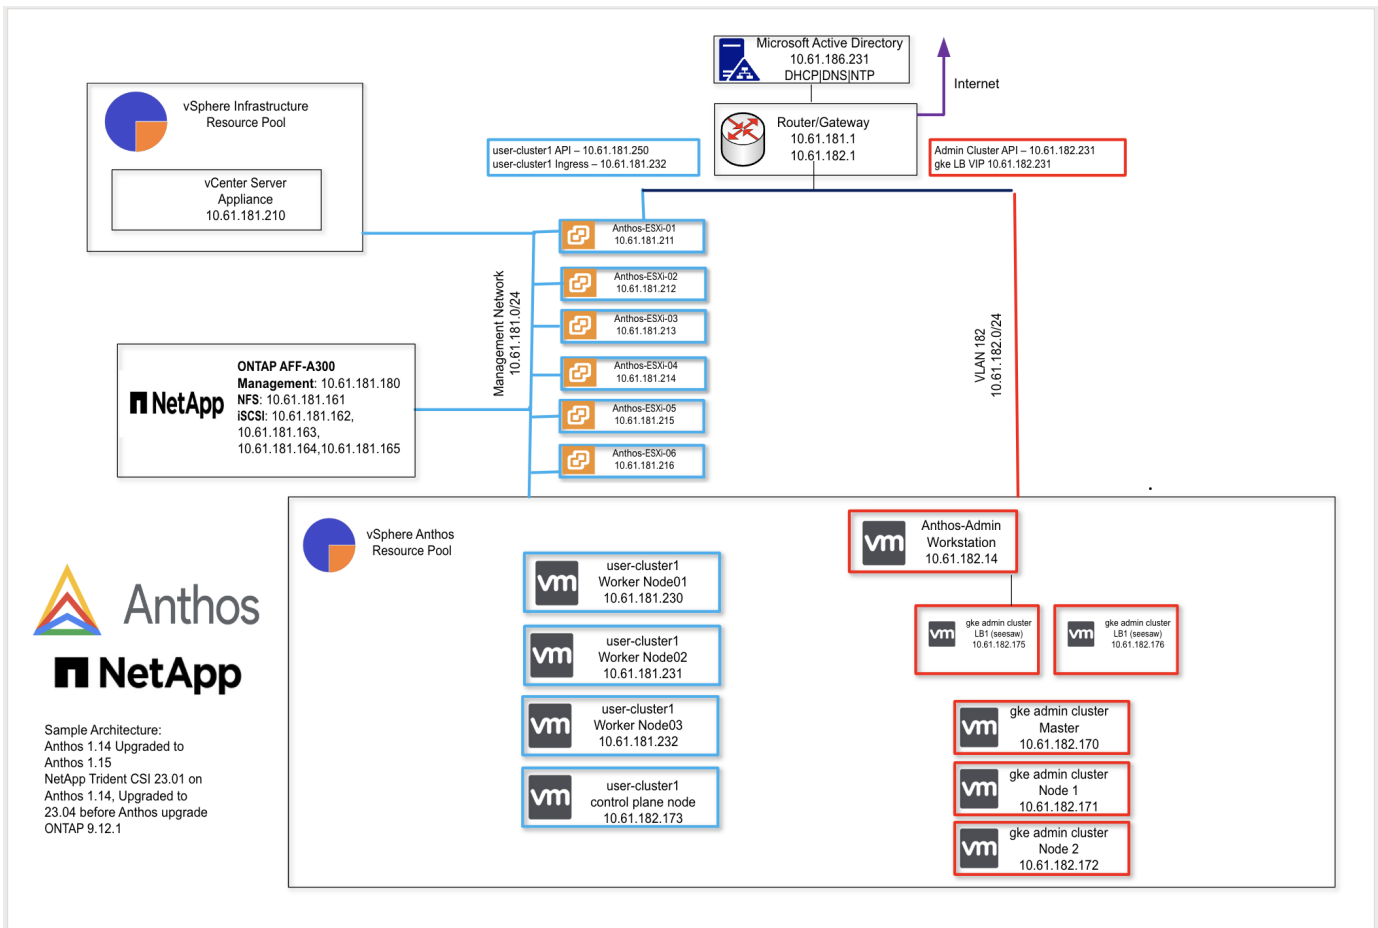 Microsoft Active Directory
10.61.186.231
DHCP|DNS|NTP
Internet
Router/Gateway
10.61.181.1
10.61.182.1
vSphere Infrastructure
Resource Pool
vCenter Server
Appliance
10.61.181.210
user-cluster1 API – 10.61.181.250
user-cluster1 Ingress – 10.61.181.232
Admin Cluster API – 10.61.182.231
gke LB VIP 10.61.182.231
Anthos-ESXi-01
10.61.181.211
Anthos-ESXi-02
10.61.181.212
Anthos-ESXi-03
10.61.181.213
Anthos-ESXi-04
10.61.181.214
Anthos-ESXi-05
10.61.181.215
Anthos-ESXi-06
10.61.181.216
Management Network
10.61.181.0/24
VLAN 182
10.61.182.0/24
NetApp
ONTAP AFF-A300
Management: 10.61.181.180
NFS: 10.61.181.161
iSCSI: 10.61.181.162,
10.61.181.163,
10.61.181.164,10.61.181.165
vSphere Anthos
Resource Pool
vm
user-cluster1
Worker Node01
10.61.181.230
vm
user-cluster1
Worker Node02
10.61.181.231
vm
user-cluster1
Worker Node03
10.61.181.232
vm
user-cluster1
control plane node
10.61.182.173
vm
Anthos-Admin
Workstation
10.61.182.14
vm
gke admin cluster
LB1 (seesaw)
10.61.182.175
vm
gke admin cluster
LB1 (seesaw)
10.61.182.176
vm
gke admin cluster
Master
10.61.182.170
vm
gke admin cluster
Node 1
10.61.182.171
vm
gke admin cluster
Node 2
10.61.182.172
Anthos
NetApp
Sample Architecture:
Anthos 1.14 Upgraded to
Anthos 1.15
NetApp Trident CSI 23.01 on
Anthos 1.14, Upgraded to
23.04 before Anthos upgrade
ONTAP 9.12.1